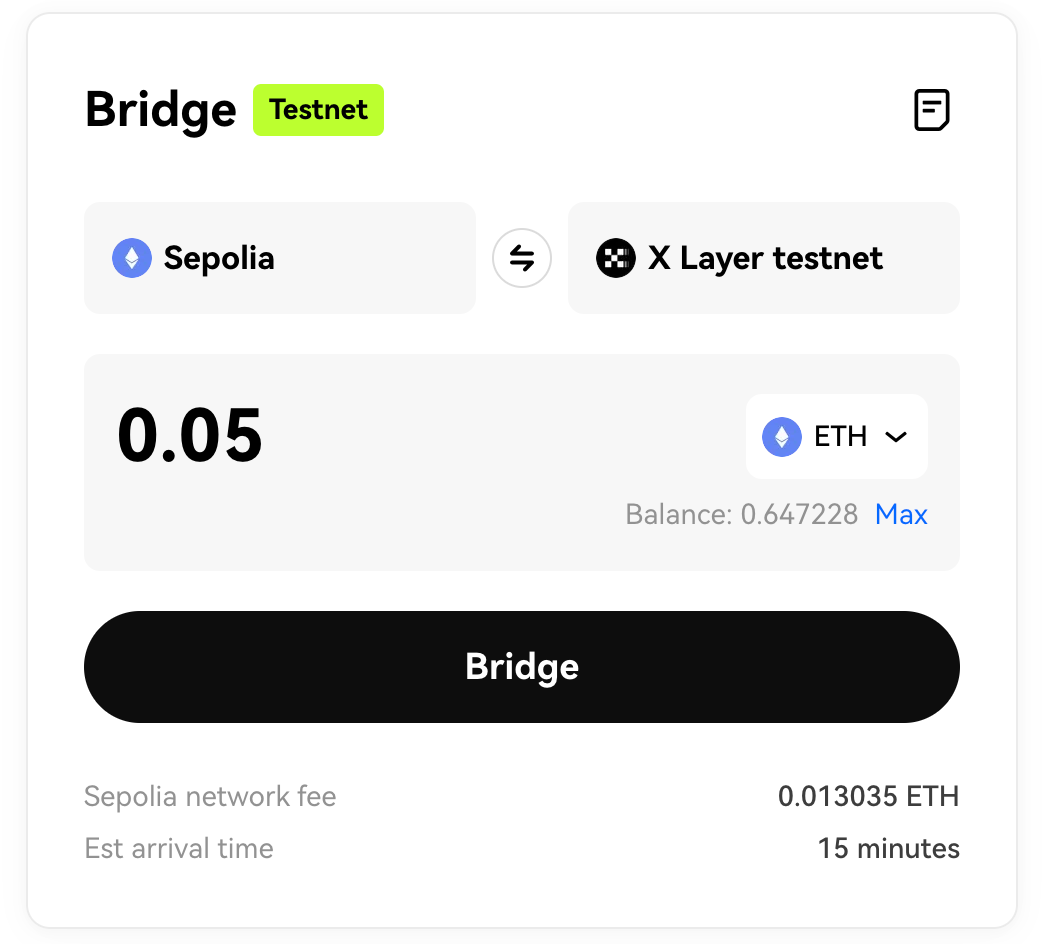 Bridge Testnet
Sepolia X Layer testnet
0.05 ETH
Balance: 0.647228 Max
Bridge
Sepolia network fee 0.013035 ETH
Est arrival time 15 minutes